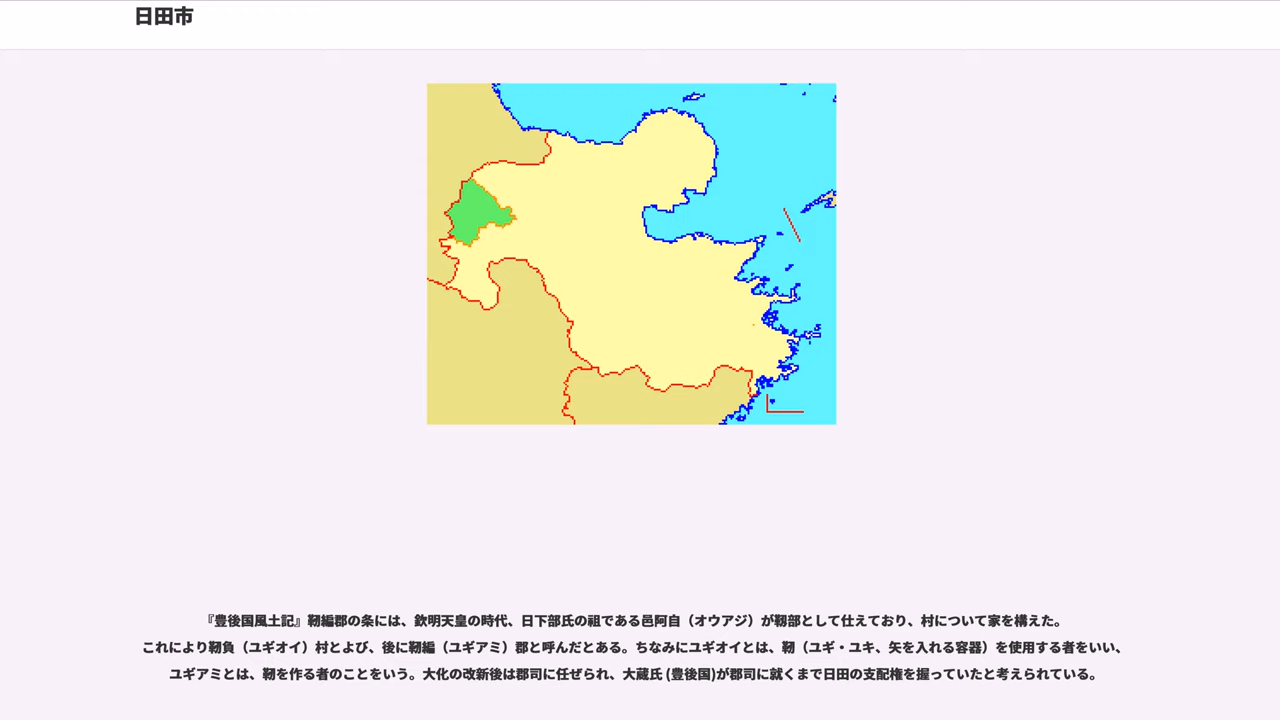 日田市
『豊後国風土記』靭編郡の条には、欽明天皇の時代、日下部氏の祖である邑阿自（オウアジ）が靱部として仕えており、村について家を構えた。
これにより靭負（ユギオイ）村とよび、後に靭編（ユギアミ）郡と呼んだとある。ちなみにユギオイとは、靭（ユギ・ユキ、矢を入れる容器）を使用する者をいい、
ユギアミとは、靭を作る者のことをいう。大化の改新後は郡司に任ぜられ、大蔵氏 (豊後国)が郡司に就くまで日田の支配権を握っていたと考えられている。